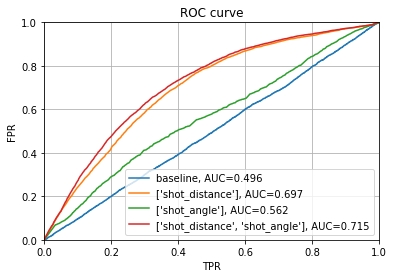 ROC curve
1.0
0.8
0.6
0.4
0.2
0.0
FPR
baseline, AUC=0.496
['shot_distance'], AUC=0.697
['shot_angle'], AUC=0.562
['shot_distance', 'shot_angle'], AUC=0.715
0.0 0.2 0.4 0.6 0.8 1.0
TPR